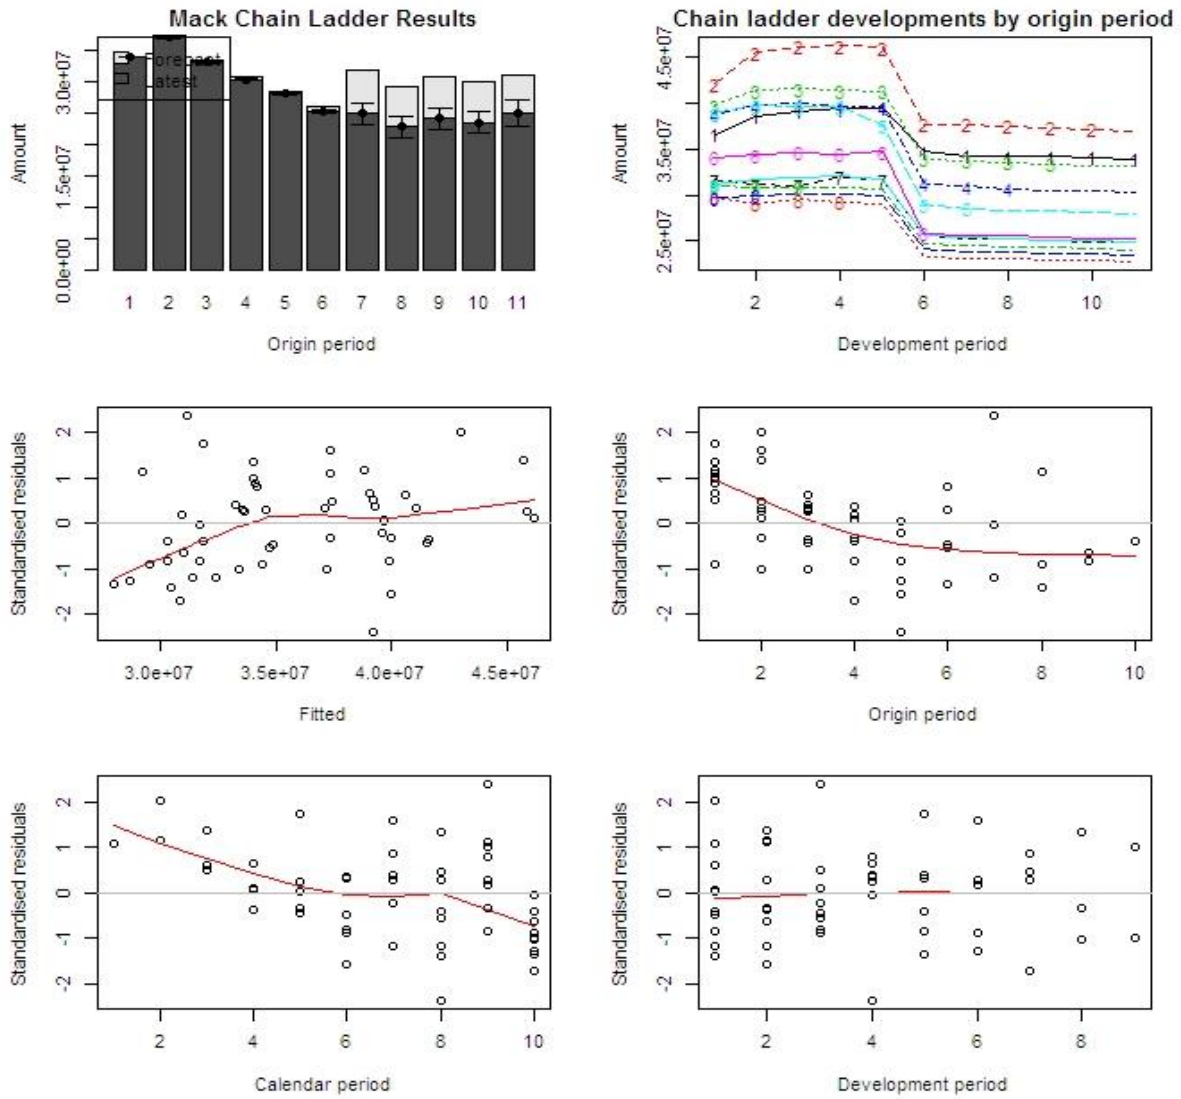 Mack Chain Ladder Results
Amount
0.0e+00 1.5e+07 3.0e+07
Forecast
Latest
1 2 3 4 5 6 7 8 9 10 11
Origin period
Chain ladder developments by origin period
Amount
2.5e+07 3.5e+07 4.5e+07
2 4 6 8 10
Development period
Standardised residuals
-2 -1 0 1 2
3.0e+07 3.5e+07 4.0e+07 4.5e+07
Fitted
Standardised residuals
-2 -1 0 1 2
2 4 6 8 10
Origin period
Standardised residuals
-2 -1 0 1 2
2 4 6 8 10
Calendar period
Standardised residuals
-2 -1 0 1 2
2 4 6 8
Development period